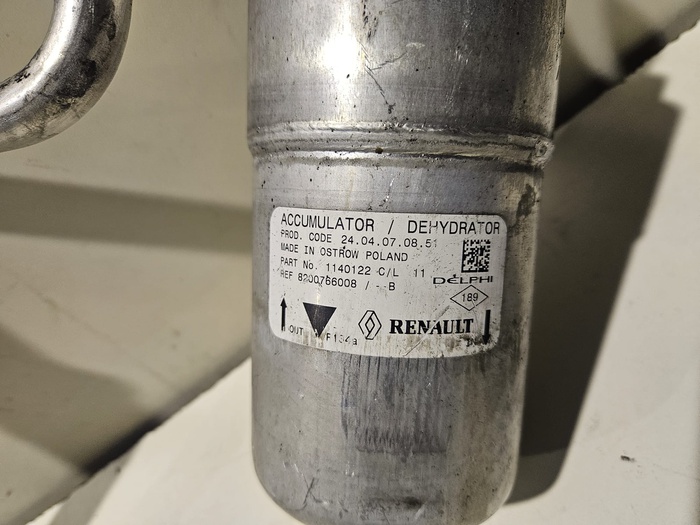 ACCUMULATOR / DEHYDRATOR
PROD. CODE 24.04.07.08.51
MADE IN OSTROW POLAND
PART No. 1140122 C/L 11
DELPHI
REF 8200766008 / - B
189
OUT R134a RENAULT IN